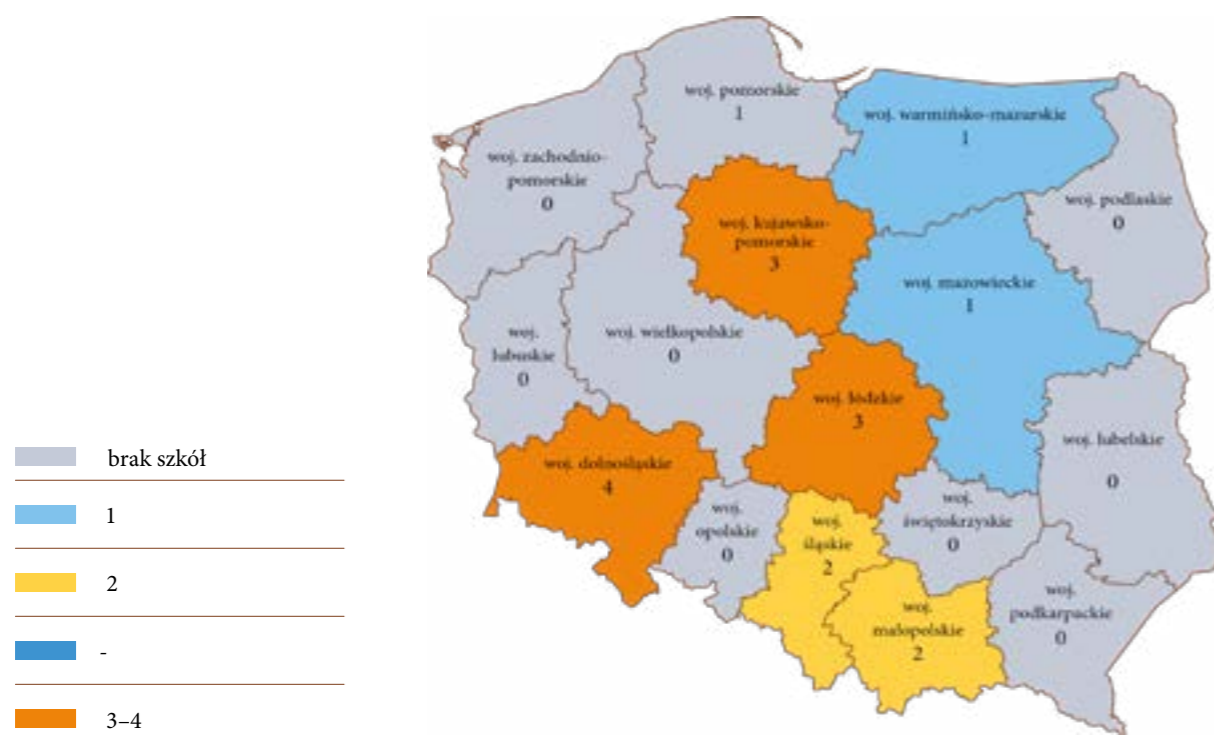 woj. pomorskie
1
woj. warmińsko-mazurskie
1
woj. zachodnio-
pomorskie
0
woj. podlaskie
0
woj. kujawsko-
pomorskie
3
woj. mazowieckie
1
woj.
lubuskie
0
woj. wielkopolskie
0
woj. łódzkie
3
woj. lubelskie
0
woj. dolnośląskie
4
woj.
opolskie
0
woj.
śląskie
2
woj.
świętokrzyskie
0
woj.
małopolskie
2
woj.
podkarpackie
0
brak szkół
1
2
-
3–4